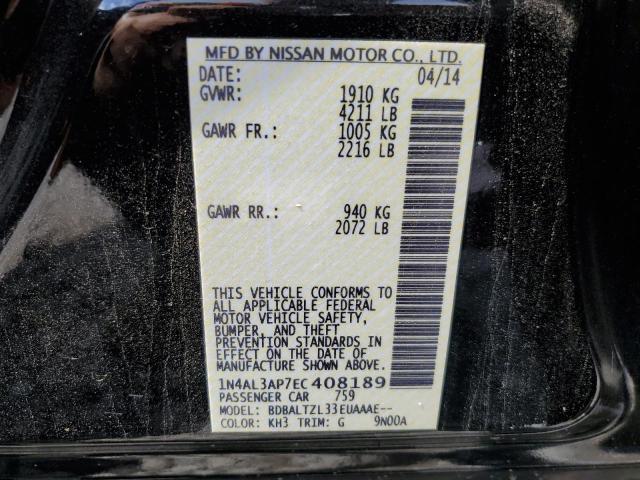 MFD BY NISSAN MOTOR CO., LTD.
DATE: 04/14
GVWR: 1910 KG
4211 LB
GAWR FR.: 1005 KG
2216 LB
GAWR RR.: 940 KG
2072 LB
THIS VEHICLE CONFORMS TO
ALL APPLICABLE FEDERAL
MOTOR VEHICLE SAFETY,
BUMPER, AND THEFT
PREVENTION STANDARDS IN
EFFECT ON THE DATE OF
MANUFACTURE SHOWN ABOVE.
1N4AL3AP7EC408189
PASSENGER CAR 759
MODEL: BDBALTZL33EUAAAE--
COLOR: KH3 TRIM: G 9N00A